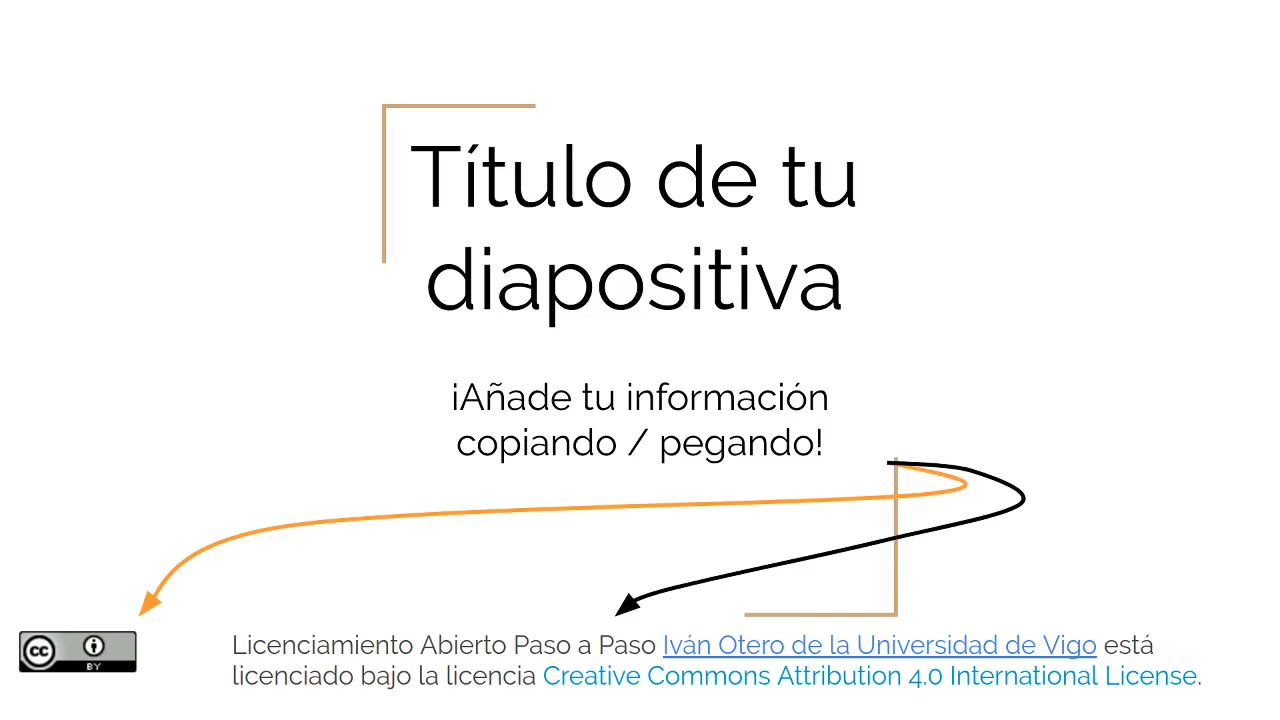 Título de tu
diapositiva
¡Añade tu información
copiando / pegando!
cc
BY
Licenciamiento Abierto Paso a Paso Iván Otero de la Universidad de Vigo está
licenciado bajo la licencia Creative Commons Attribution 4.0 International License.